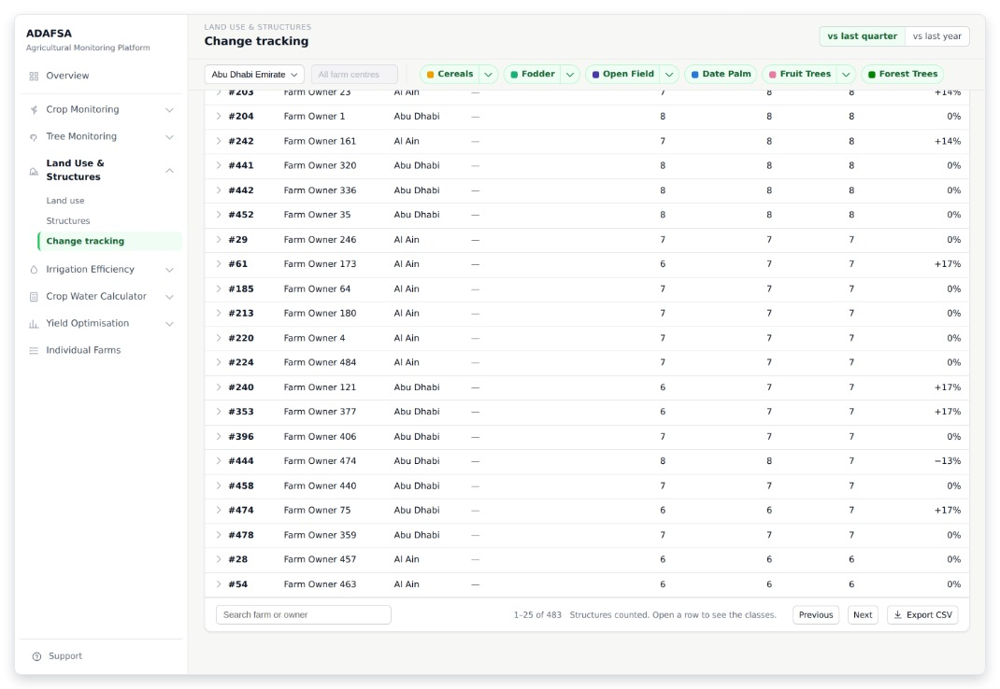 ADAFSA
Agricultural Monitoring Platform
Overview
Crop Monitoring
Tree Monitoring
Land Use &
Structures
Land use
Structures
Change tracking
Irrigation Efficiency
Crop Water Calculator
Yield Optimisation
Individual Farms
Support
LAND USE & STRUCTURES
Change tracking
vs last quarter vs last year
Abu Dhabi Emirate All farm centres Cereals Fodder Open Field Date Palm Fruit Trees Forest Trees
#203 Farm Owner 23 Al Ain — 7 8 8 +14%
#204 Farm Owner 1 Abu Dhabi — 8 8 8 0%
#242 Farm Owner 161 Al Ain — 7 8 8 +14%
#441 Farm Owner 320 Abu Dhabi — 8 8 8 0%
#442 Farm Owner 336 Abu Dhabi — 8 8 8 0%
#452 Farm Owner 35 Abu Dhabi — 8 8 8 0%
#29 Farm Owner 246 Al Ain — 7 7 7 0%
#61 Farm Owner 173 Al Ain — 6 7 7 +17%
#185 Farm Owner 64 Al Ain — 7 7 7 0%
#213 Farm Owner 180 Al Ain — 7 7 7 0%
#220 Farm Owner 4 Al Ain — 7 7 7 0%
#224 Farm Owner 484 Al Ain — 7 7 7 0%
#240 Farm Owner 121 Abu Dhabi — 6 7 7 +17%
#353 Farm Owner 377 Abu Dhabi — 6 7 7 +17%
#396 Farm Owner 406 Abu Dhabi — 7 7 7 0%
#444 Farm Owner 474 Abu Dhabi — 8 8 7 −13%
#458 Farm Owner 440 Abu Dhabi — 7 7 7 0%
#474 Farm Owner 75 Abu Dhabi — 6 6 7 +17%
#478 Farm Owner 359 Abu Dhabi — 7 7 7 0%
#28 Farm Owner 457 Al Ain — 6 6 6 0%
#54 Farm Owner 463 Al Ain — 6 6 6 0%
Search farm or owner 1–25 of 483 Structures counted. Open a row to see the classes. Previous Next Export CSV